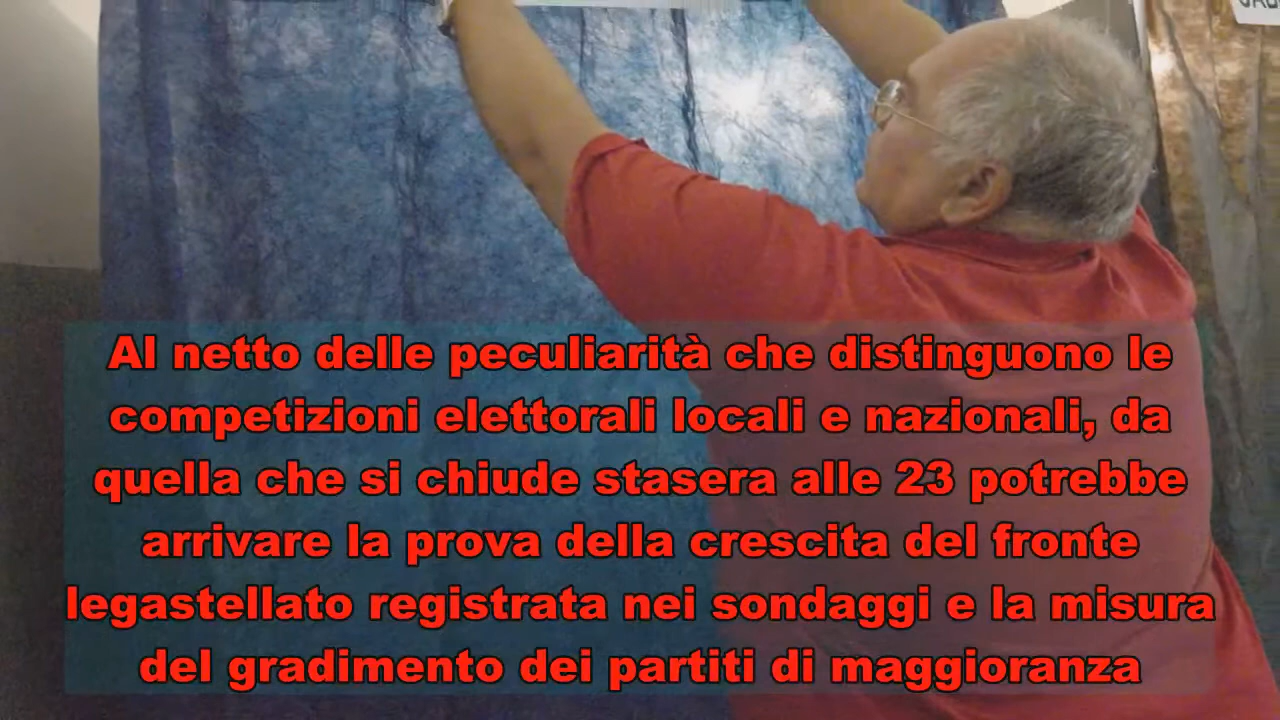 Al netto delle peculiarità che distinguono le
competizioni elettorali locali e nazionali, da
quella che si chiude stasera alle 23 potrebbe
arrivare la prova della crescita del fronte
legastellato registrata nei sondaggi e la misura
del gradimento dei partiti di maggioranza